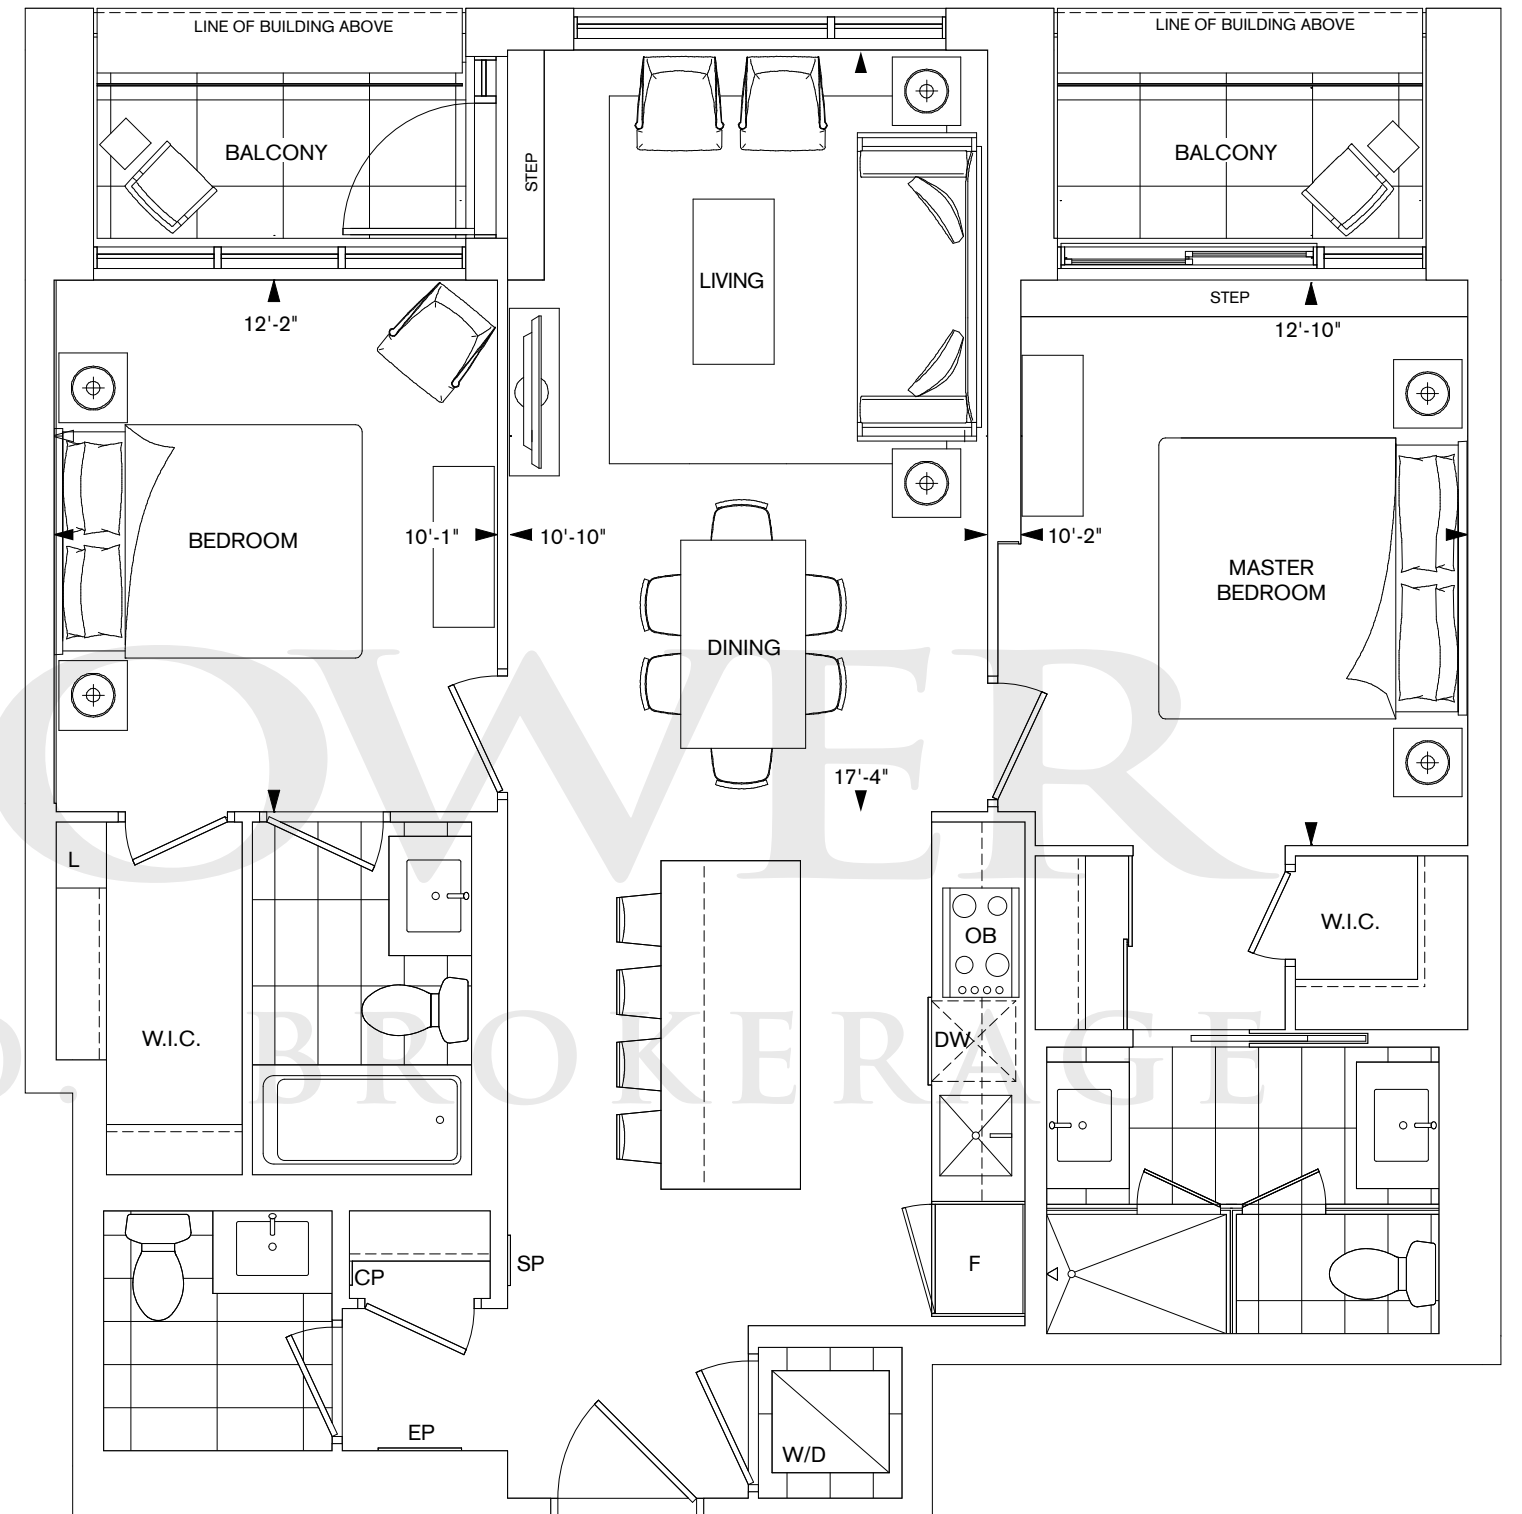 LINE OF BUILDING ABOVE
LINE OF BUILDING ABOVE
BALCONY
STEP
BALCONY
LIVING
STEP
12'-2"
12'-10"
BEDROOM
10'-1"
10'-10"
10'-2"
MASTER
BEDROOM
DINING
OWER
17'-4"
L
W.I.C.
OB
W.I.C.
DW
BROKERAGE
CP
SP
F
EP
W/D